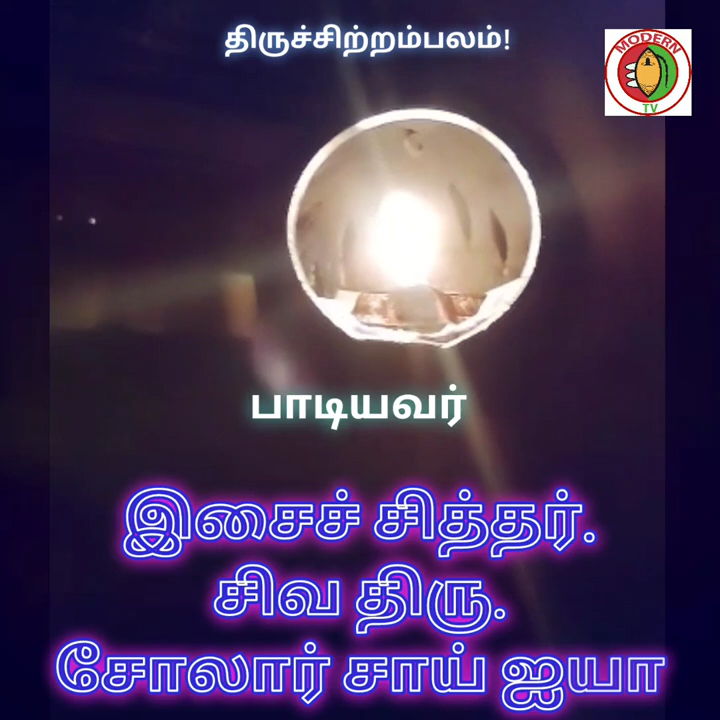 திருச்சிற்றம்பலம்!
MODERN
TV
பாடியவர்
இசைச் சித்தர்.
சிவ திரு.
சோலார் சாய் ஐயா